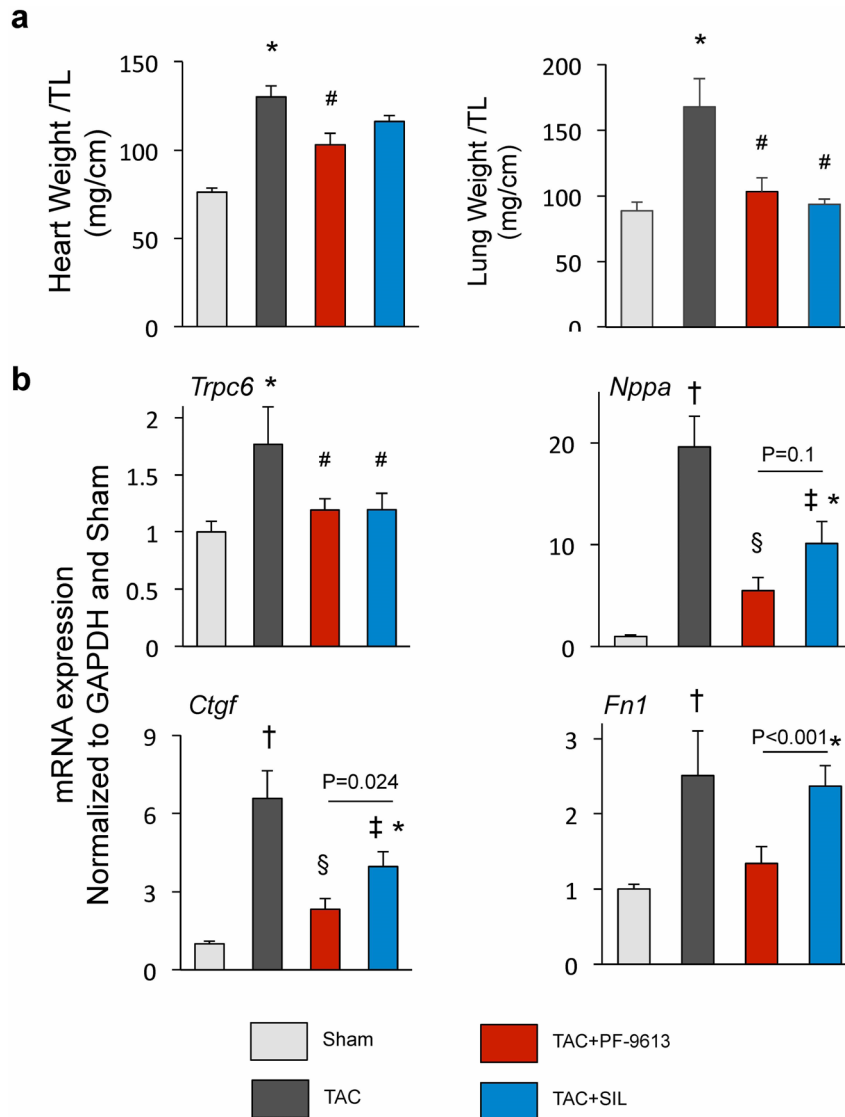 a
Heart Weight /TL
(mg/cm)
150
100
50
0
*
#
Lung Weight /TL
(mg/cm)
200
150
100
50
0
*
#
#
b
mRNA expression
Normalized to GAPDH and Sham
Trpc6
2
1.5
1
0.5
0
*
#
#
Nppa
20
10
0
†
§
P=0.1
‡ *
Ctgf
9
6
3
0
†
§
P=0.024
‡ *
Fn1
3
2
1
0
†
P<0.001
*
Sham
TAC
TAC+PF-9613
TAC+SIL